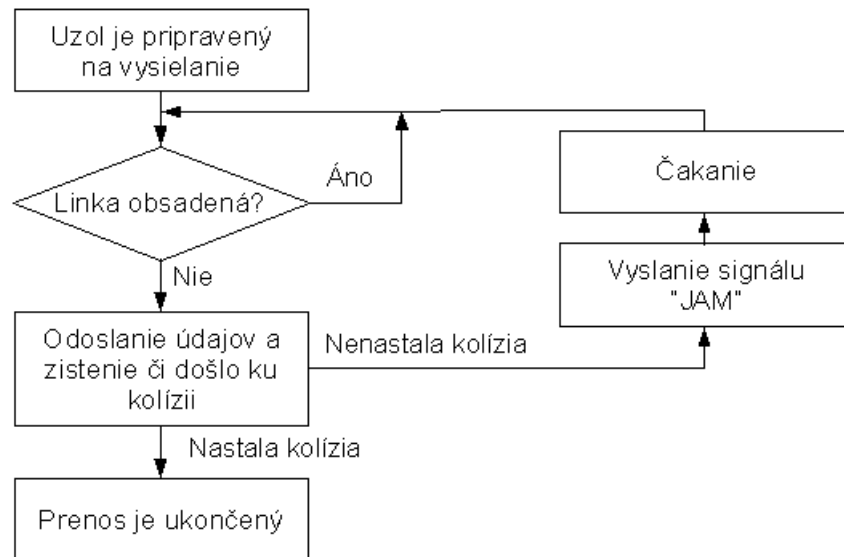 Uzol je pripravený
na vysielanie
Linka obsadená?
Áno
Čakanie
Nie
Vyslanie signálu
"JAM"
Odoslanie údajov a
zistenie či došlo ku
kolízii
Nenastala kolízia
Nastala kolízia
Prenos je ukončený